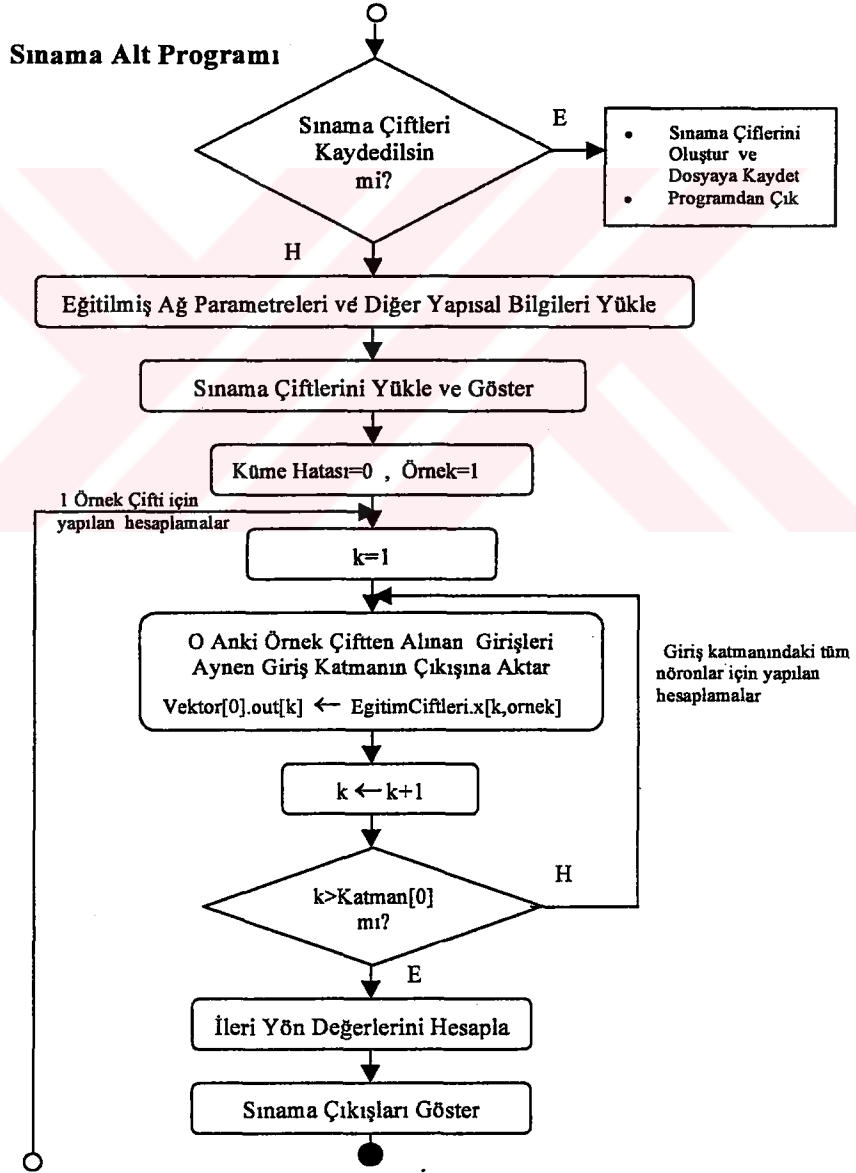 Sınama Alt Programı
Sınama Çiftleri
Kaydedilsin
mi?
E
• Sınama Çiflerini
Oluştur ve
Dosyaya Kaydet
• Programdan Çık
H
Eğitilmiş Ağ Parametreleri ve Diğer Yapısal Bilgileri Yükle
Sınama Çiftlerini Yükle ve Göster
Küme Hatası=0 , Örnek=1
1 Örnek Çifti için
yapılan hesaplamalar
k=1
O Anki Örnek Çiftten Alınan Girişleri
Aynen Giriş Katmanın Çıkışına Aktar
Vektor[0].out[k] ← EgitimCiftleri.x[k,ornek]
Giriş katmanındaki tüm
nöronlar için yapılan
hesaplamalar
k ← k+1
k>Katman[0]
mı?
H
E
İleri Yön Değerlerini Hesapla
Sınama Çıkışları Göster